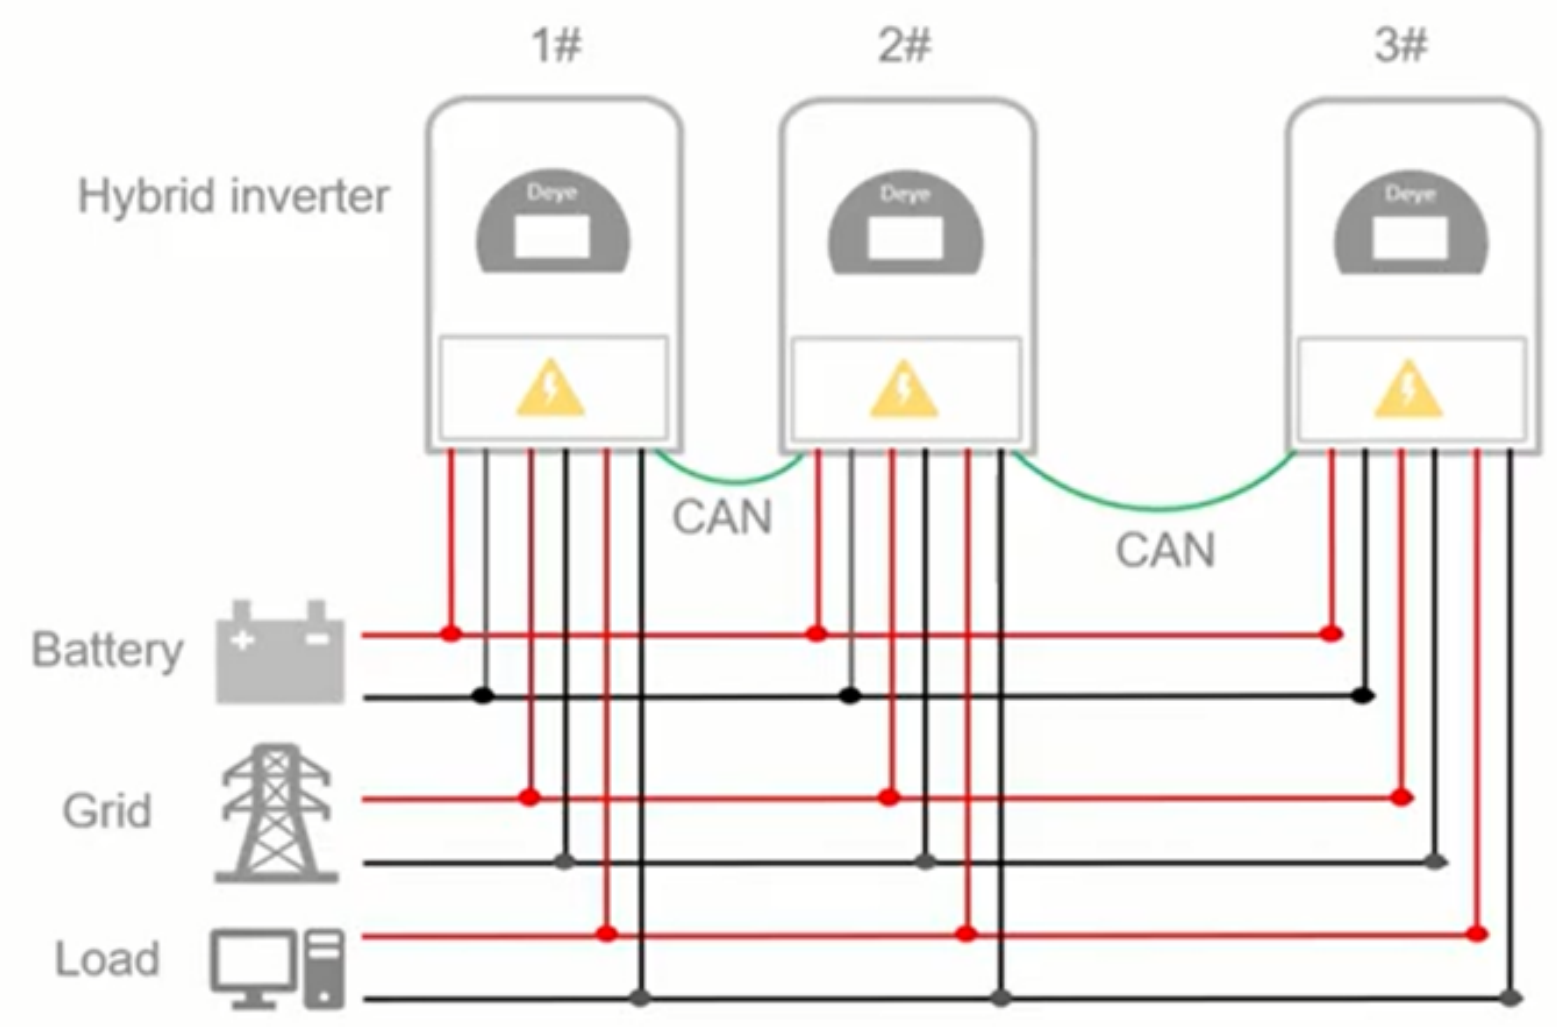 1#
2#
3#
Hybrid inverter
Deye
Deye
Deye
CAN
CAN
Battery
+ -
Grid
Load